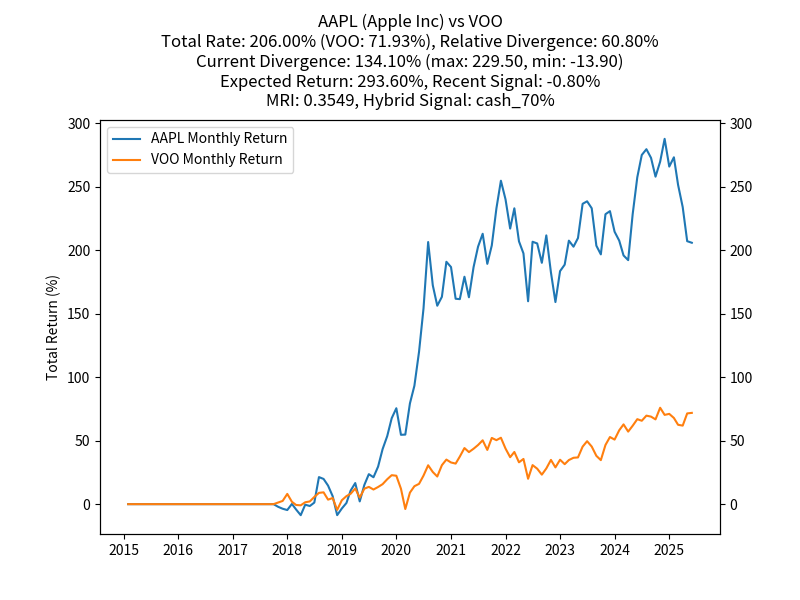 AAPL (Apple Inc) vs VOO
Total Rate: 206.00% (VOO: 71.93%), Relative Divergence: 60.80%
Current Divergence: 134.10% (max: 229.50, min: -13.90)
Expected Return: 293.60%, Recent Signal: -0.80%
MRI: 0.3549, Hybrid Signal: cash_70%
AAPL Monthly Return
VOO Monthly Return
Total Return (%)
300 300
250 250
200 200
150 150
100 100
50 50
0 0
2015 2016 2017 2018 2019 2020 2021 2022 2023 2024 2025